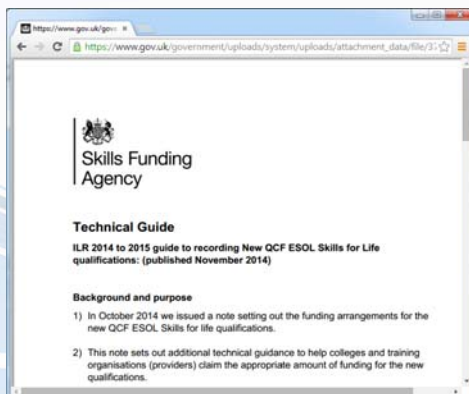 https://www.gov.uk/gov
https://www.gov.uk/government/uploads/system/uploads/attachment_data/file/3
Skills Funding
Agency
Technical Guide
ILR 2014 to 2015 guide to recording New QCF ESOL Skills for Life
qualifications: (published November 2014)
Background and purpose
1) In October 2014 we issued a note setting out the funding arrangements for the
new QCF ESOL Skills for life qualifications.
2) This note sets out additional technical guidance to help colleges and training
organisations (providers) claim the appropriate amount of funding for the new
qualifications.